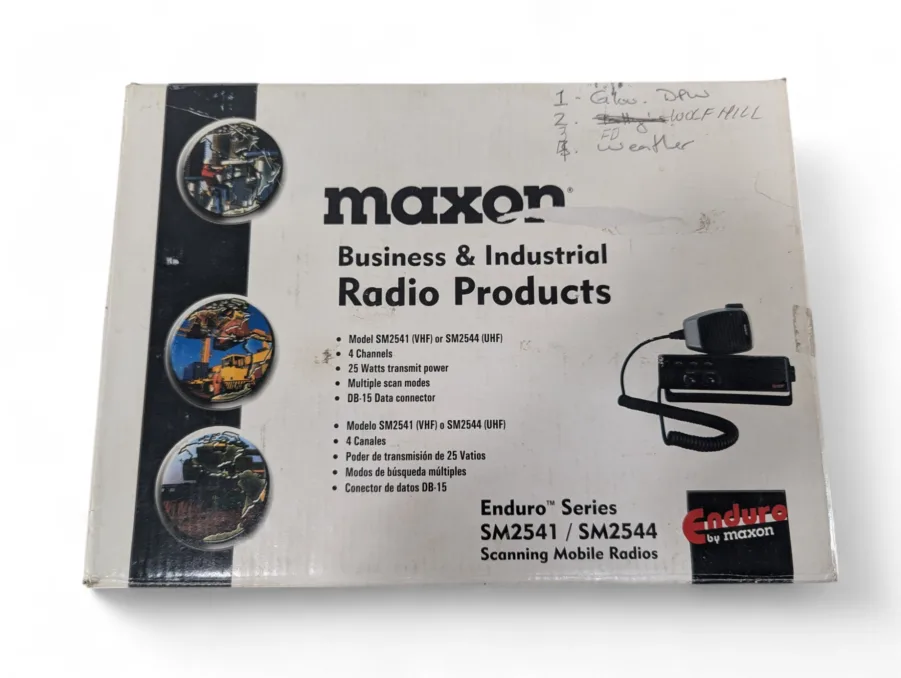 1 - Glou. DPW
2. WOLF HILL
3 FD
4. weather
maxon®
Business & Industrial
Radio Products
• Model SM2541 (VHF) or SM2544 (UHF)
• 4 Channels
• 25 Watts transmit power
• Multiple scan modes
• DB-15 Data connector
• Modelo SM2541 (VHF) o SM2544 (UHF)
• 4 Canales
• Poder de transmisión de 25 Vatios
• Modos de búsqueda múltiples
• Conector de datos DB-15
Enduro™ Series
SM2541 / SM2544
Scanning Mobile Radios
Enduro
by maxon